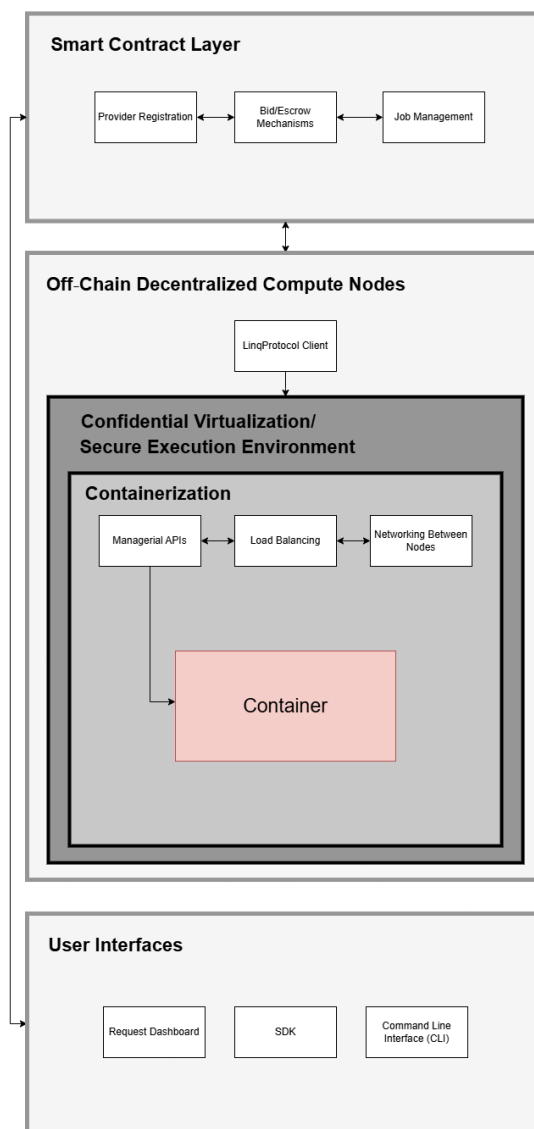 Smart Contract Layer
Provider Registration
Bid/Escrow
Mechanisms
Job Management
Off-Chain Decentralized Compute Nodes
LinqProtocol Client
Confidential Virtualization/
Secure Execution Environment
Containerization
Managerial APIs
Load Balancing
Networking Between
Nodes
Container
User Interfaces
Request Dashboard
SDK
Command Line
Interface (CLI)